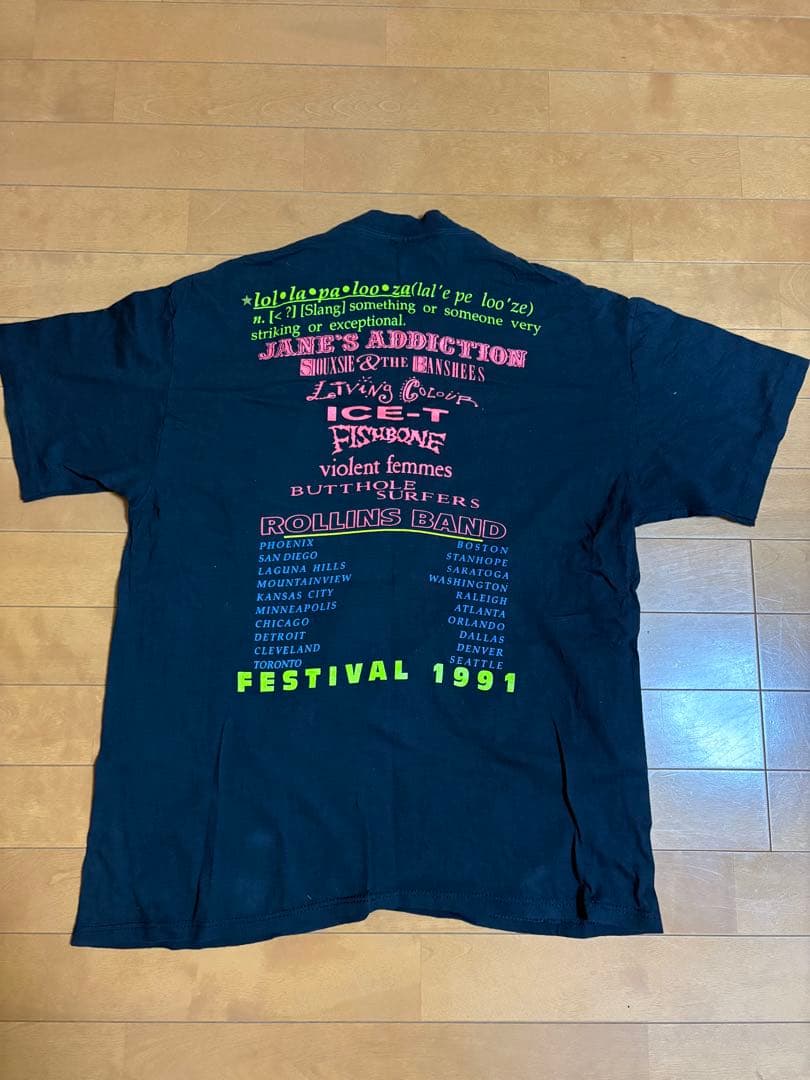 ★lol•la•pa•loo•za(lal'e pe loo'ze)
n. [< ?] [Slang] something or someone very
striking or exceptional.
JANE'S ADDICTION
SIOUXSIE & THE BANSHEES
LIVING COLOUR
ICE-T
FISHBONE
violent femmes
BUTTHOLE SURFERS
ROLLINS BAND
PHOENIX BOSTON
SAN DIEGO STANHOPE
LAGUNA HILLS SARATOGA
MOUNTAINVIEW WASHINGTON
KANSAS CITY RALEIGH
MINNEAPOLIS ATLANTA
CHICAGO ORLANDO
DETROIT DALLAS
CLEVELAND DENVER
TORONTO SEATTLE
FESTIVAL 1991